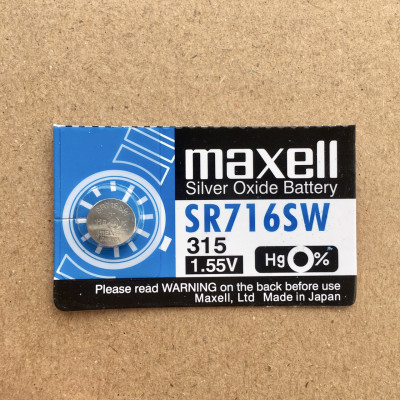 maxell
Silver Oxide Battery
SR716SW
315
1.55V Hg 0%
Please read WARNING on the back before use
Maxell, Ltd Made in Japan